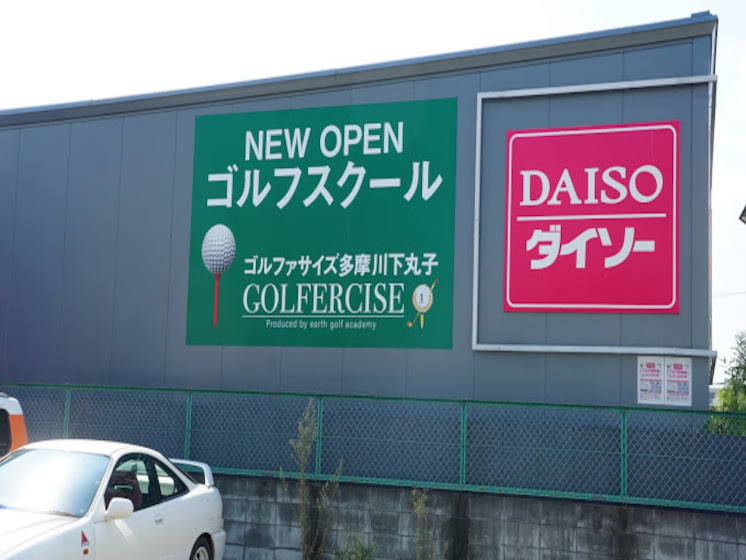 NEW OPEN
ゴルフスクール
ゴルファサイズ多摩川下丸子
GOLFERCISE
Produced by earth golf academy
DAISO
ダイソー